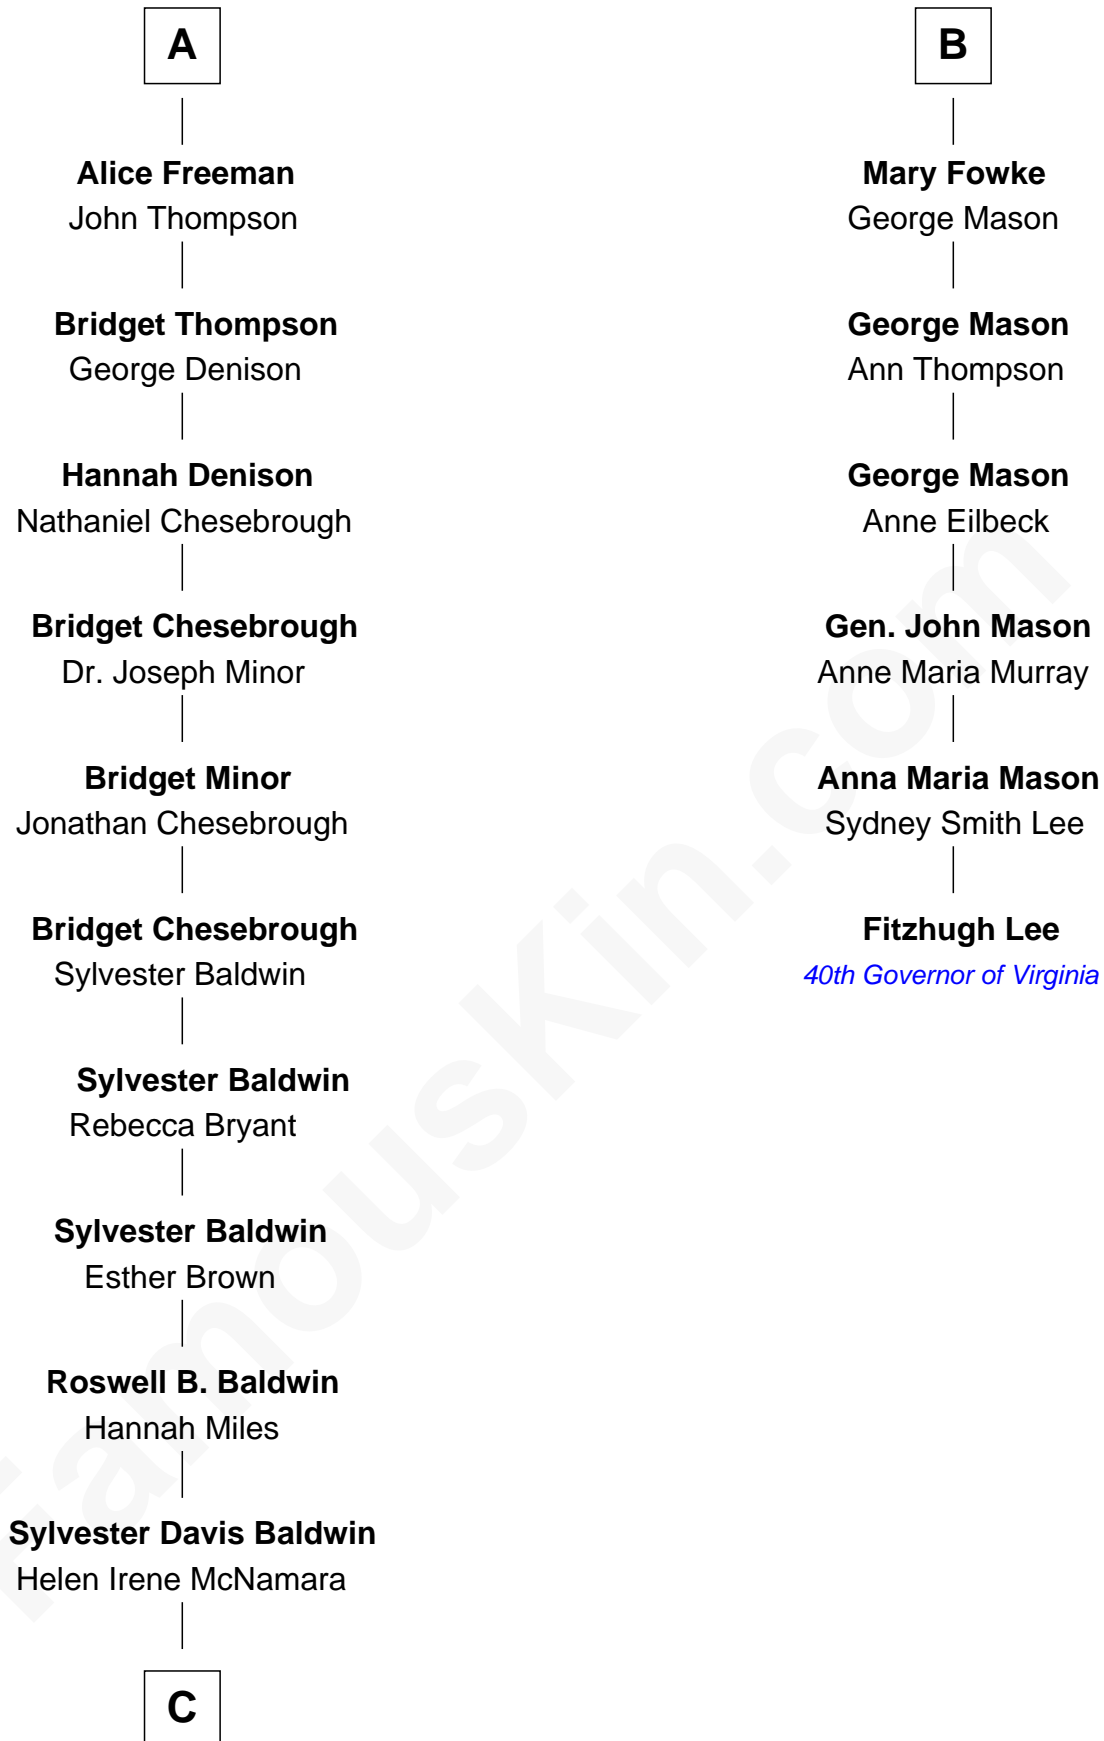 A
Alice Freeman
John Thompson
Bridget Thompson
George Denison
Hannah Denison
Nathaniel Chesebrough
Bridget Chesebrough
Dr. Joseph Minor
Bridget Minor
Jonathan Chesebrough
Bridget Chesebrough
Sylvester Baldwin
Sylvester Baldwin
Rebecca Bryant
Sylvester Baldwin
Esther Brown
Roswell B. Baldwin
Hannah Miles
Sylvester Davis Baldwin
Helen Irene McNamara
C
B
Mary Fowke
George Mason
George Mason
Ann Thompson
George Mason
Anne Eilbeck
Gen. John Mason
Anne Maria Murray
Anna Maria Mason
Sydney Smith Lee
Fitzhugh Lee
40th Governor of Virginia
FamousKin.com